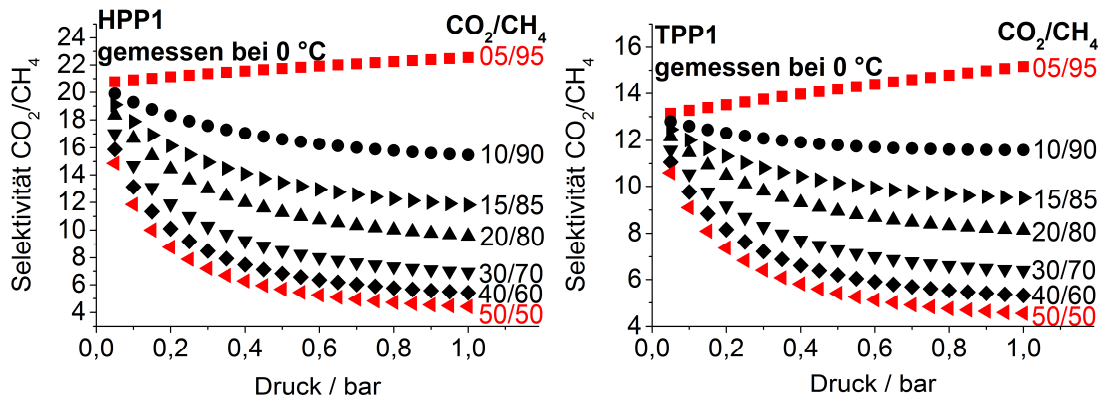 HPP1
gemessen bei 0 °C
CO2/CH4
05/95
10/90
15/85
20/80
30/70
40/60
50/50
24
22
20
18
16
14
12
10
8
6
4
0,0 0,2 0,4 0,6 0,8 1,0
Druck / bar
Selektivität CO2/CH4
TPP1
gemessen bei 0 °C
CO2/CH4
05/95
10/90
15/85
20/80
30/70
40/60
50/50
16
14
12
10
8
6
4
0,0 0,2 0,4 0,6 0,8 1,0
Druck / bar
Selektivität CO2/CH4